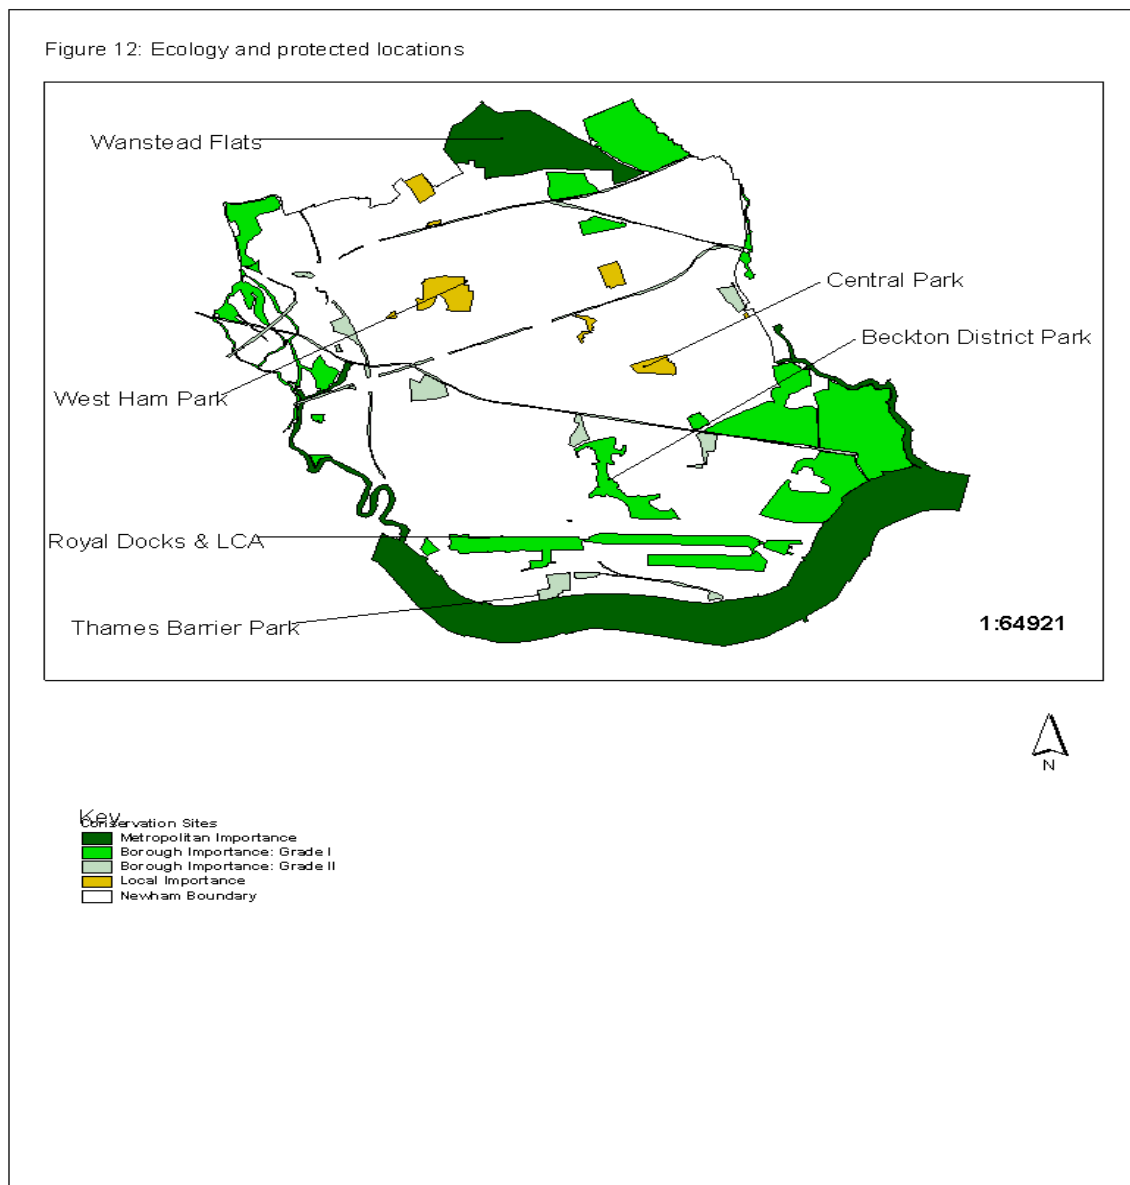 Figure 12: Ecology and protected locations
Wanstead Flats
Central Park
Beckton District Park
West Ham Park
Royal Docks & LCA
Thames Barrier Park
1:64921
N
Key
Conservation Sites
Metropolitan Importance
Borough Importance: Grade I
Borough Importance: Grade II
Local Importance
Newham Boundary